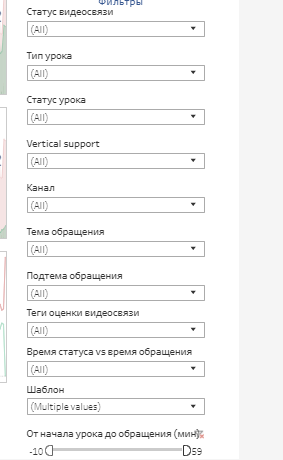 Фильтры
Статус видеосвязи
(All)
Тип урока
(All)
Статус урока
(All)
Vertical support
(All)
Канал
(All)
Тема обращения
(All)
Подтема обращения
(All)
Теги оценки видеосвязи
(All)
Время статуса vs время обращения
(All)
Шаблон
(Multiple values)
От начала урока до обращения (мин)
-10 59